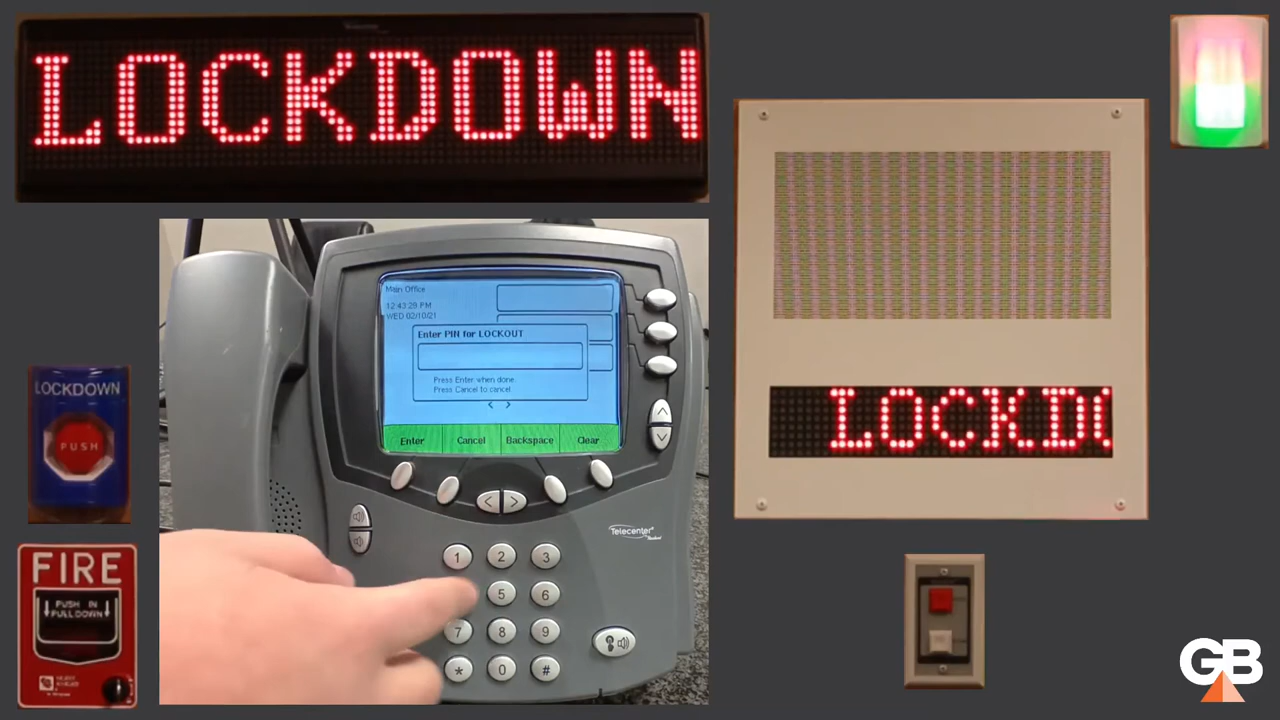 LOCKDOWN
Main Office
12:43:29 PM
WED 02/10/21
Enter PIN for LOCKOUT
Press Enter when done.
Press Cancel to cancel
< >
Enter Cancel Backspace Clear
< >
Telecenter
1 2 3
5 6
7 8 9
* 0 #
LOCKDOWN
PUSH
FIRE
PUSH IN
PULL DOWN
LOCKDO
GB